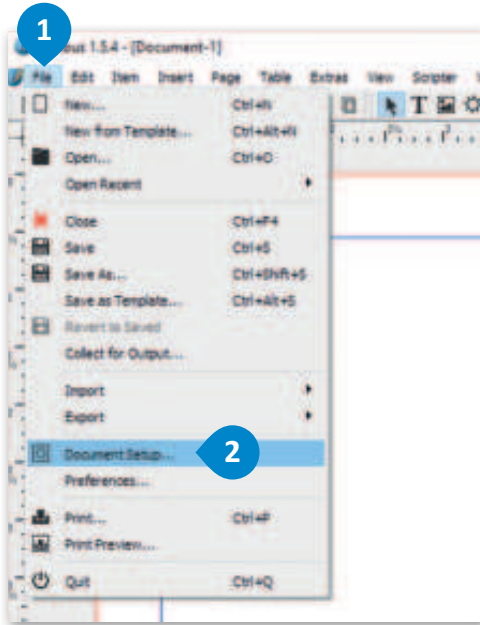 1
bus 1.5.4 - [Document-1]
File Edit Item Insert Page Table Extras View Scripter
New... Ctrl+N
New from Template... Ctrl+Alt+N
Open... Ctrl+O
Open Recent
Close Ctrl+F4
Save Ctrl+S
Save As... Ctrl+Shift+S
Save as Template... Ctrl+Alt+S
Revert to Saved
Collect for Output...
Import
Export
Document Setup... 2
Preferences...
Print... Ctrl+P
Print Preview...
Quit Ctrl+Q